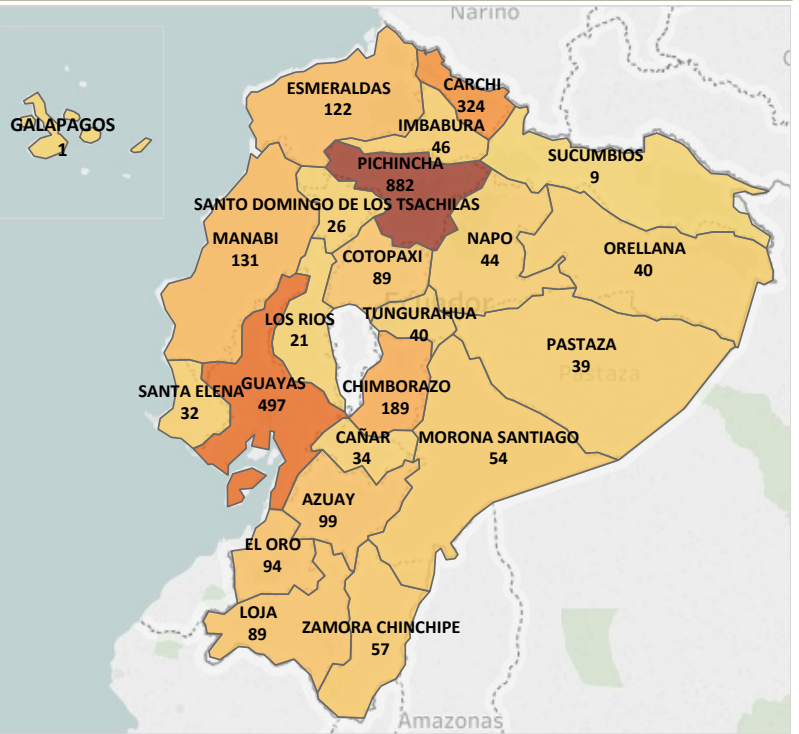 Nariño
ESMERALDAS
122
CARCHI
324
GALAPAGOS
1
IMBABURA
46
PICHINCHA
882
SUCUMBIOS
9
SANTO DOMINGO DE LOS TSACHILAS
26
MANABI
131
NAPO
44
ORELLANA
40
COTOPAXI
89
Ecuador
LOS RIOS
21
TUNGURAHUA
40
PASTAZA
39
Pastaza
SANTA ELENA
32
GUAYAS
497
CHIMBORAZO
189
CAÑAR
34
MORONA SANTIAGO
54
AZUAY
99
EL ORO
94
LOJA
89
ZAMORA CHINCHIPE
57
Amazonas